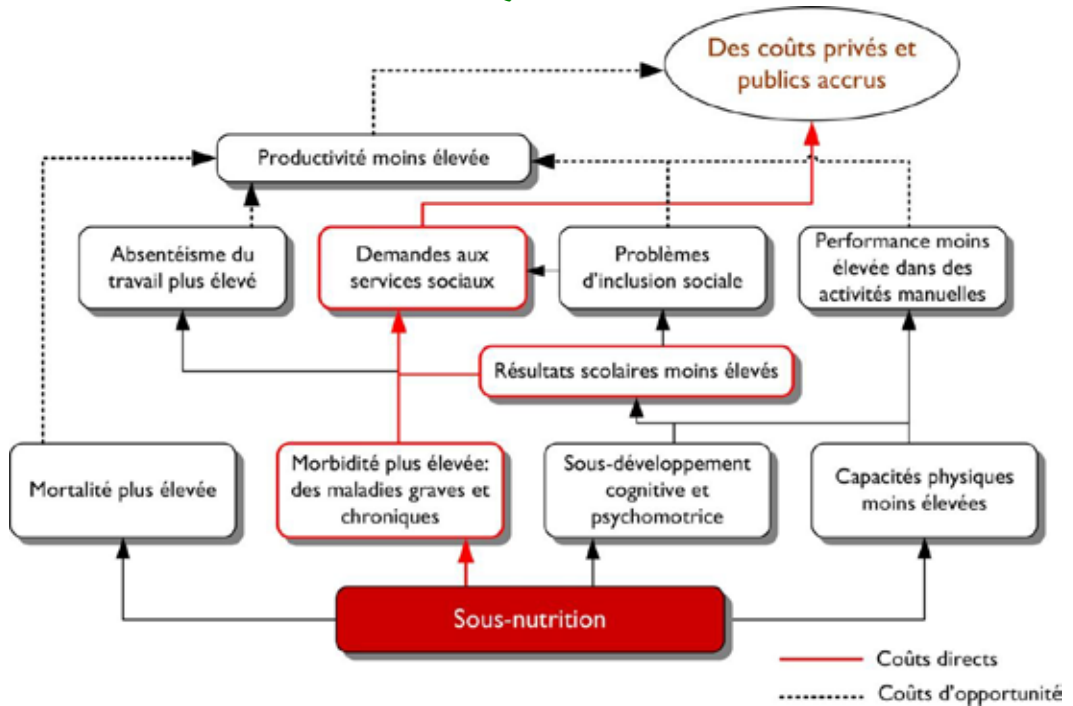 Des coûts privés et
publics accrus
Productivité moins élevée
Absentéisme du
travail plus élevé
Demandes aux
services sociaux
Problèmes
d'inclusion sociale
Performance moins
élevée dans des
activités manuelles
Résultats scolaires moins élevés
Mortalité plus élevée
Morbidité plus élevée:
des maladies graves et
chroniques
Sous-développement
cognitive et
psychomotrice
Capacités physiques
moins élevées
Sous-nutrition
Coûts directs
Coûts d'opportunité